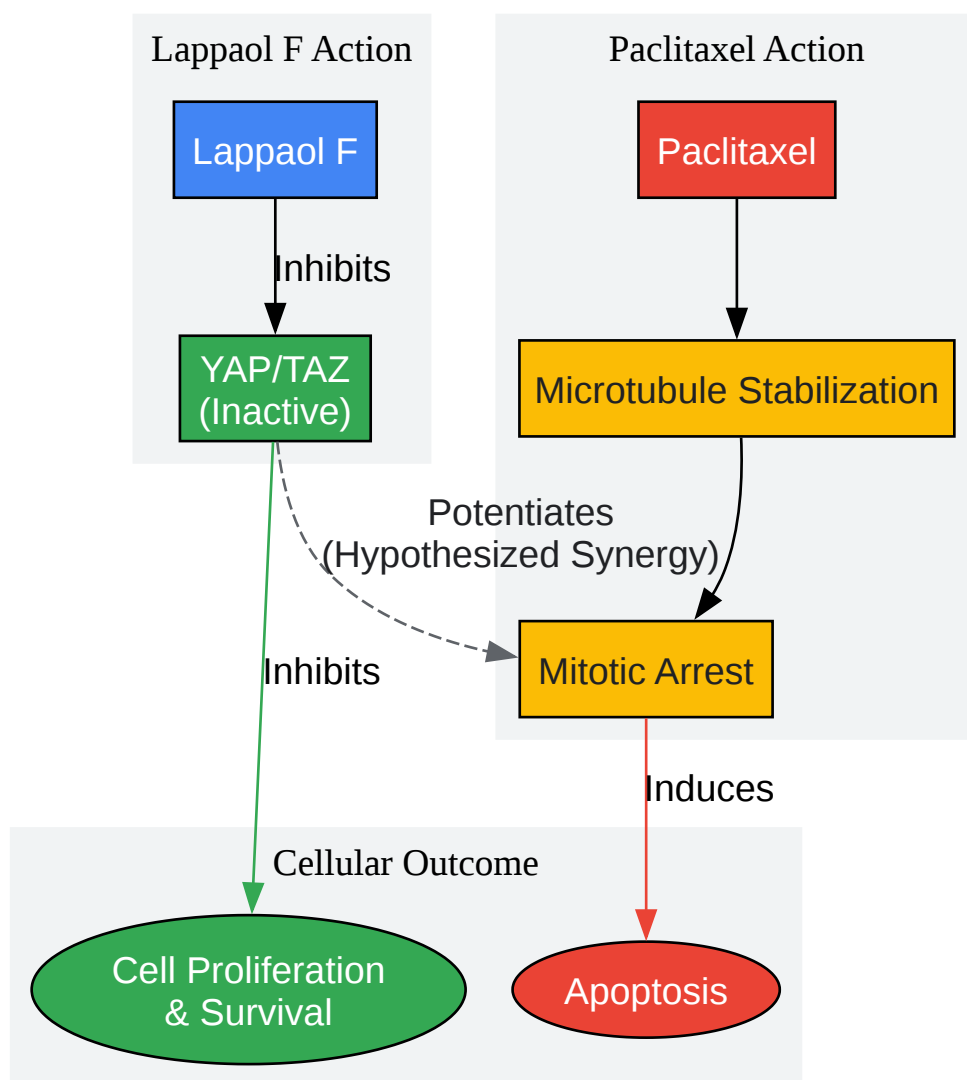 Lappaol F Action
Paclitaxel Action
Lappaol F
Paclitaxel
Inhibits
YAP/TAZ
(Inactive)
Microtubule Stabilization
Potentiates
(Hypothesized Synergy)
Inhibits
Mitotic Arrest
Induces
Cellular Outcome
Cell Proliferation
& Survival
Apoptosis